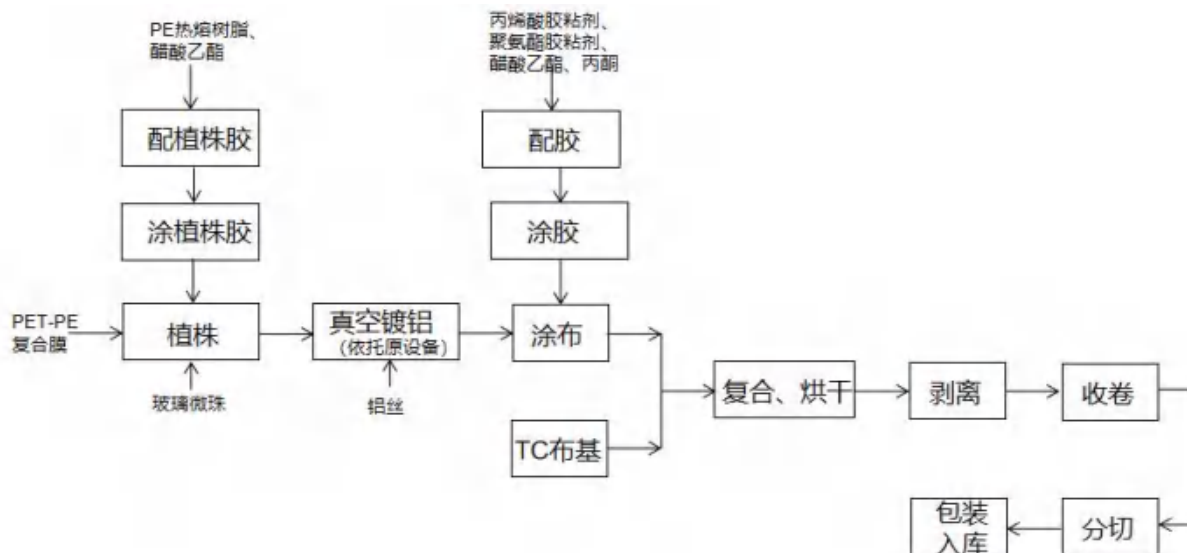 PE热熔树脂、
醋酸乙酯
丙烯酸胶粘剂、
聚氨酯胶粘剂、
醋酸乙酯、丙酮
配植株胶
配胶
涂植株胶
涂胶
PET-PE
复合膜
植株
真空镀铝
（依托原设备）
涂布
玻璃微珠
铝丝
TC布基
复合、烘干
剥离
收卷
包装
入库
分切